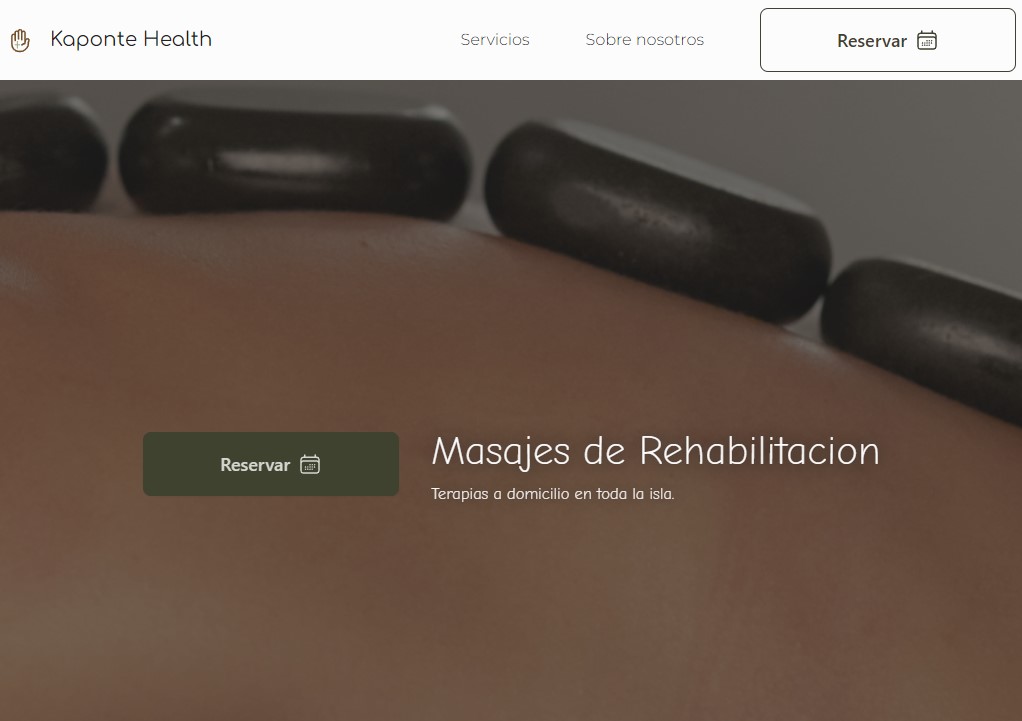 Kaponte Health
Servicios
Sobre nosotros
Reservar
Reservar
Masajes de Rehabilitacion
Terapias a domicilio en toda la isla.